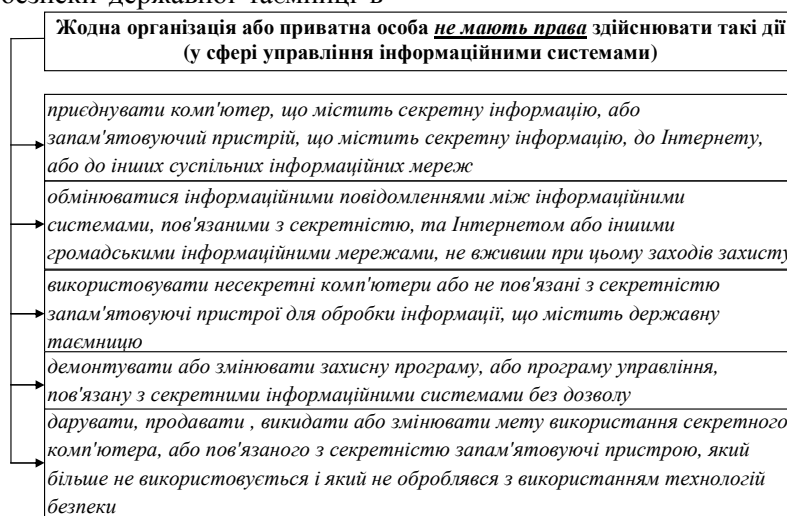 безпеки державної таємниці в
Жодна організація або приватна особа не мають права здійснювати такі дії
(у сфері управління інформаційними системами)
приєднувати комп'ютер, що містить секретну інформацію, або
запам'ятовуючий пристрій, що містить секретну інформацію, до Інтернету,
або до інших суспільних інформаційних мереж
обмінюватися інформаційними повідомленнями між інформаційними
системами, пов'язаними з секретністю, та Інтернетом або іншими
громадськими інформаційними мережами, не вживши при цьому заходів захисту
використовувати несекретні комп'ютери або не пов'язані з секретністю
запам'ятовуючі пристрої для обробки інформації, що містить державну
таємницю
демонтувати або змінювати захисну програму, або програму управління,
пов'язану з секретними інформаційними системами без дозволу
дарувати, продавати , викидати або змінювати мету використання секретного
комп'ютера, або пов'язаного з секретністю запам'ятовуючі пристрою, який
більше не використовується і який не оброблявся з використанням технологій
безпеки